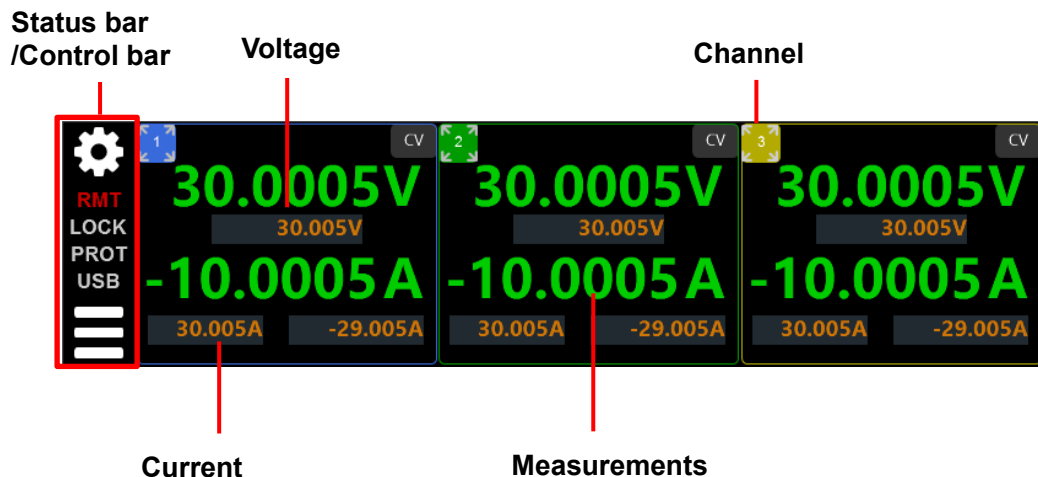 Status bar
/Control bar
Voltage
Channel
RMT
LOCK
PROT
USB
1
CV
30.0005V
30.005V
-10.0005A
30.005A
-29.005A
2
CV
30.0005V
30.005V
-10.0005A
30.005A
-29.005A
3
CV
30.0005V
30.005V
-10.0005A
30.005A
-29.005A
Current
Measurements